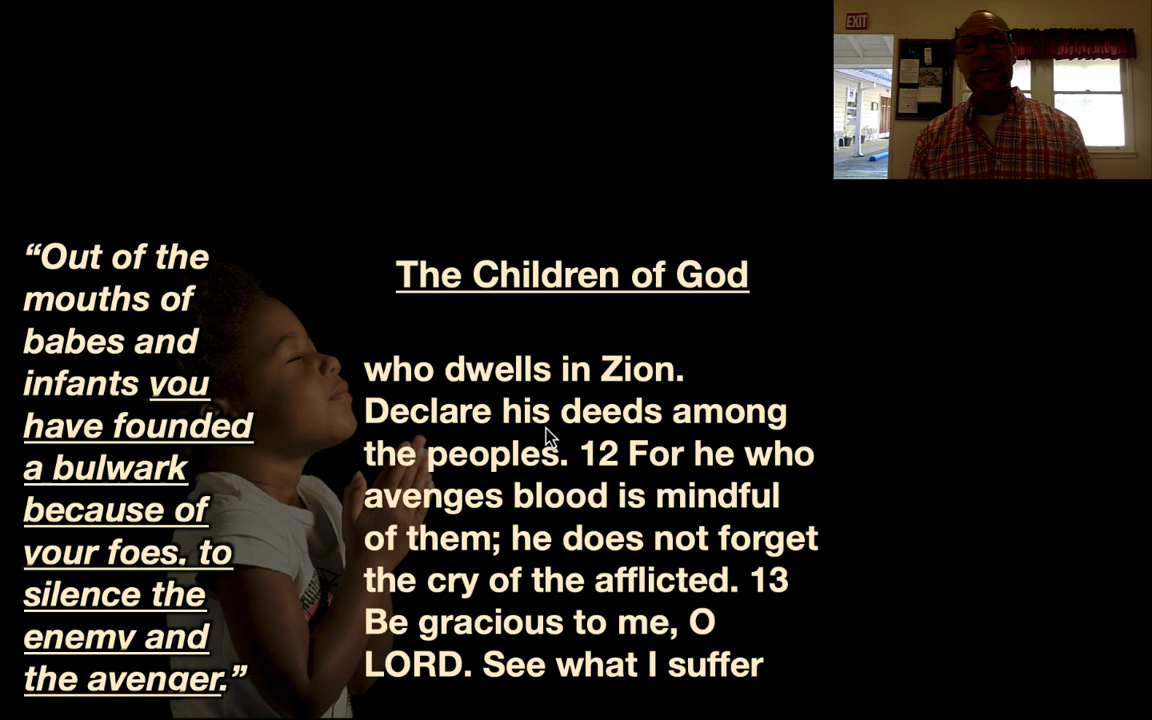 EXIT
“Out of the
mouths of
babes and
infants you
have founded
a bulwark
because of
your foes, to
silence the
enemy and
the avenger.”
The Children of God
who dwells in Zion.
Declare his deeds among
the peoples. 12 For he who
avenges blood is mindful
of them; he does not forget
the cry of the afflicted. 13
Be gracious to me, O
LORD. See what I suffer